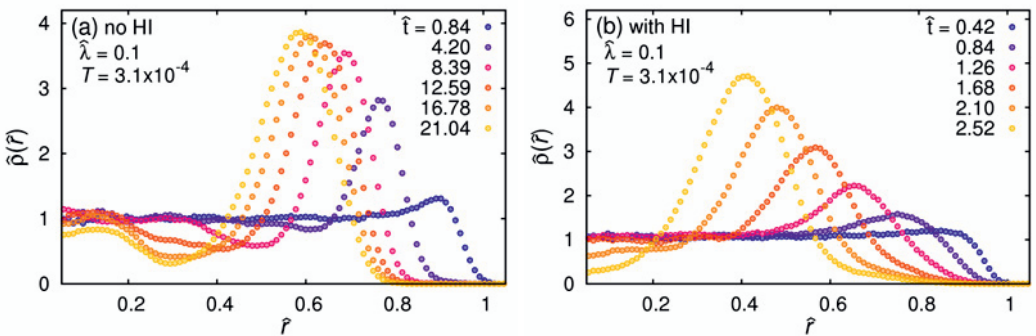 (a) no HI
λ̂ = 0.1
T = 3.1x10⁻⁴
t̂ = 0.84
4.20
8.39
12.59
16.78
21.04
4
3
2
1
0
ρ̂(r̂)
0.2 0.4 0.6 0.8 1
r̂
(b) with HI
λ̂ = 0.1
T = 3.1x10⁻⁴
t̂ = 0.42
0.84
1.26
1.68
2.10
2.52
6
5
4
3
2
1
0
ρ̂(r̂)
0.2 0.4 0.6 0.8 1
r̂